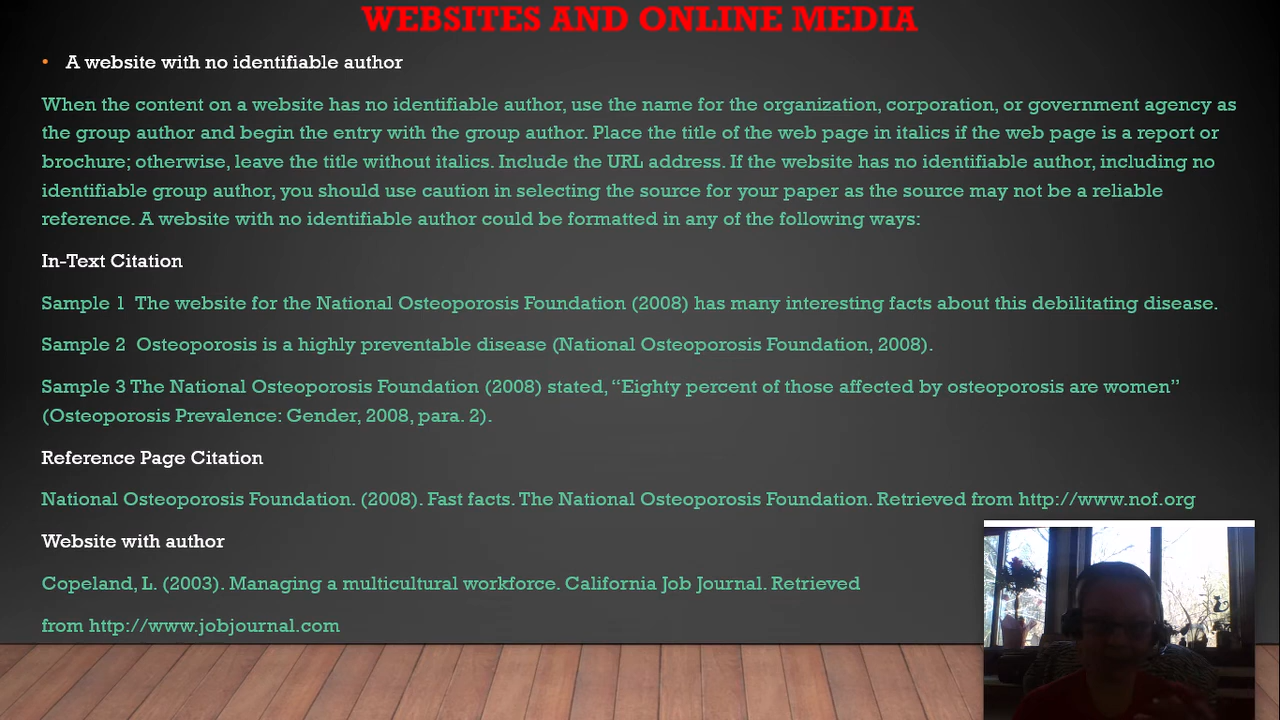 WEBSITES AND ONLINE MEDIA
• A website with no identifiable author
When the content on a website has no identifiable author, use the name for the organization, corporation, or government agency as
the group author and begin the entry with the group author. Place the title of the web page in italics if the web page is a report or
brochure; otherwise, leave the title without italics. Include the URL address. If the website has no identifiable author, including no
identifiable group author, you should use caution in selecting the source for your paper as the source may not be a reliable
reference. A website with no identifiable author could be formatted in any of the following ways:
In-Text Citation
Sample 1 The website for the National Osteoporosis Foundation (2008) has many interesting facts about this debilitating disease.
Sample 2 Osteoporosis is a highly preventable disease (National Osteoporosis Foundation, 2008).
Sample 3 The National Osteoporosis Foundation (2008) stated, “Eighty percent of those affected by osteoporosis are women”
(Osteoporosis Prevalence: Gender, 2008, para. 2).
Reference Page Citation
National Osteoporosis Foundation. (2008). Fast facts. The National Osteoporosis Foundation. Retrieved from http://www.nof.org
Website with author
Copeland, L. (2003). Managing a multicultural workforce. California Job Journal. Retrieved
from http://www.jobjournal.com